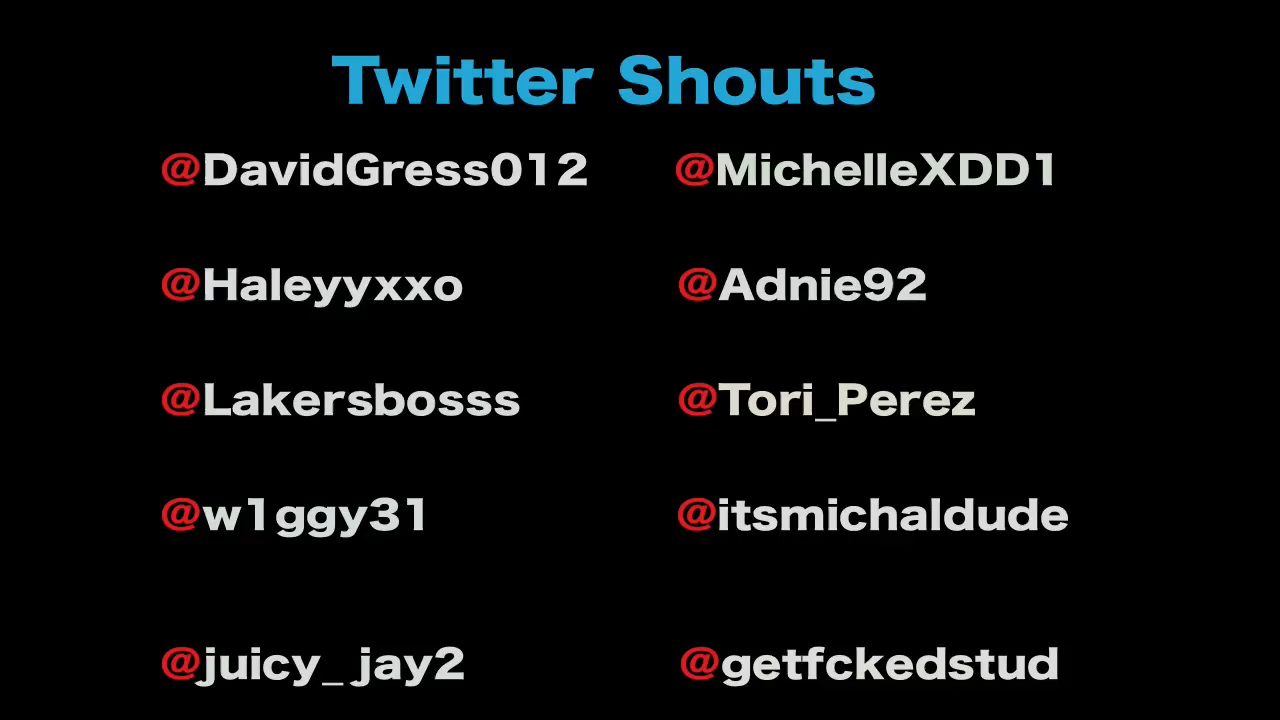 Twitter Shouts
@DavidGress012 @MichelleXDD1
@Haleyyxxo @Adnie92
@Lakersbosss @Tori_Perez
@w1ggy31 @itsmichaldude
@juicy_jay2 @getfckedstud